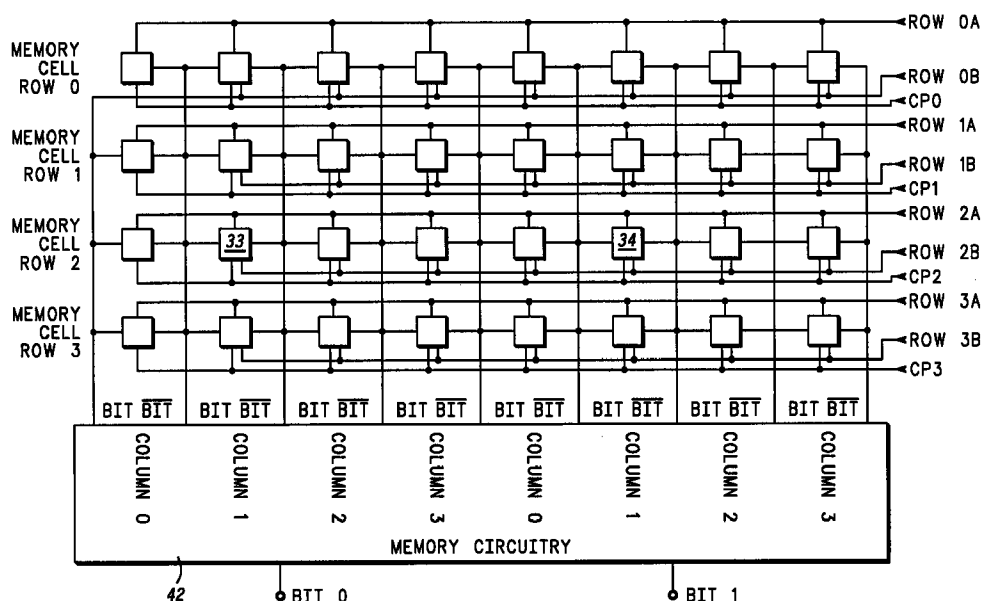 ROW 0A
MEMORY
CELL
ROW 0
ROW 0B
CP0
ROW 1A
MEMORY
CELL
ROW 1
ROW 1B
CP1
ROW 2A
MEMORY
CELL
ROW 2
33
34
ROW 2B
CP2
ROW 3A
MEMORY
CELL
ROW 3
ROW 3B
CP3
BIT BIT BIT BIT BIT BIT BIT BIT BIT BIT BIT BIT BIT BIT BIT BIT
COLUMN 0
COLUMN 1
COLUMN 2
COLUMN 3
COLUMN 0
COLUMN 1
COLUMN 2
COLUMN 3
MEMORY CIRCUITRY
42
BIT 0
BIT 1